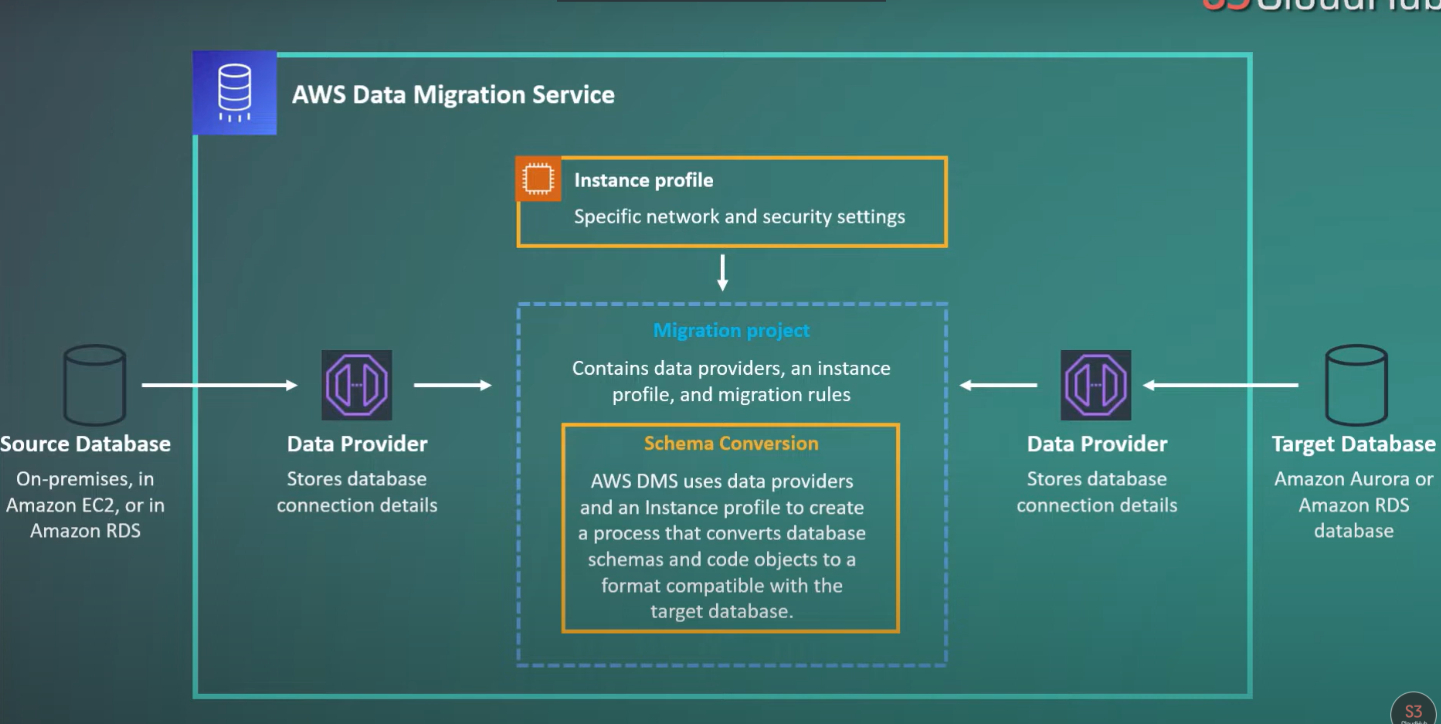 AWS Data Migration Service
Instance profile
Specific network and security settings
Migration project
Contains data providers, an instance
profile, and migration rules
Schema Conversion
AWS DMS uses data providers
and an Instance profile to create
a process that converts database
schemas and code objects to a
format compatible with the
target database.
Source Database
On-premises, in
Amazon EC2, or in
Amazon RDS
Data Provider
Stores database
connection details
Data Provider
Stores database
connection details
Target Database
Amazon Aurora or
Amazon RDS
database
S3